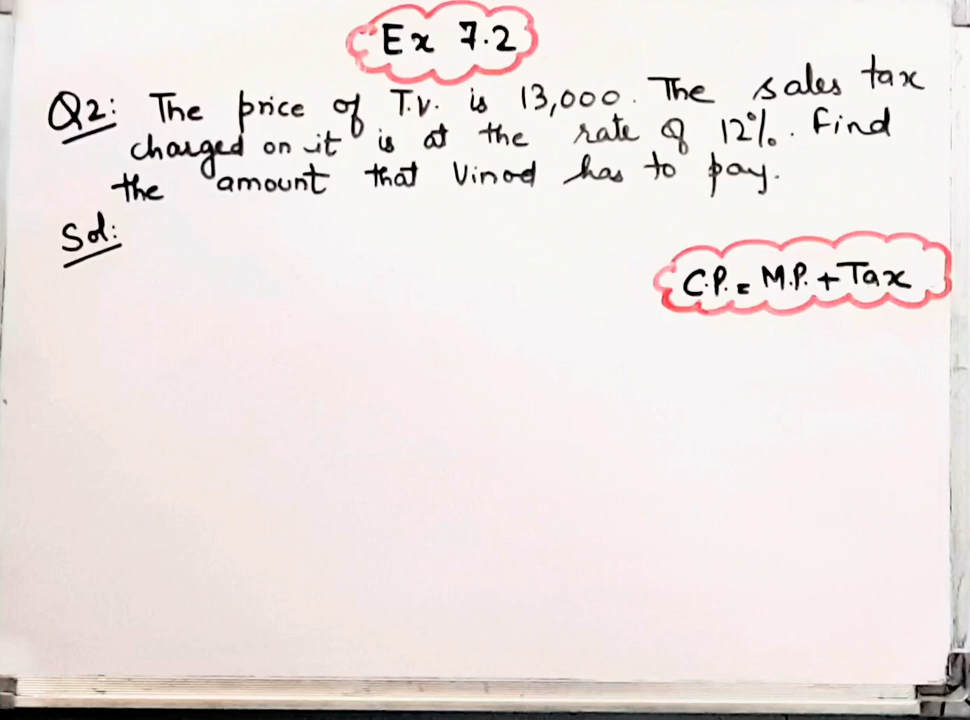 Ex 7.2
Q2: The price of T.V. is 13,000. The sales tax
charged on it is at the rate of 12%. Find
the amount that Vinod has to pay.
Sol:
C.P. = M.P. + Tax